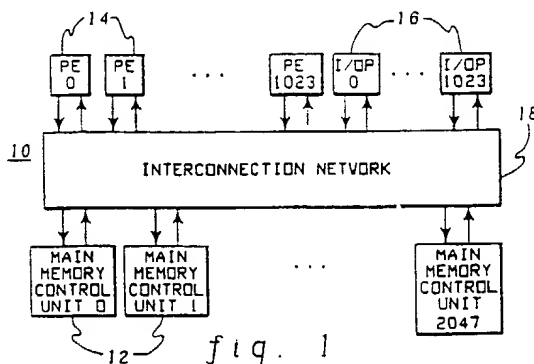 14
16
PE
0
PE
1
...
PE
1023
I/OP
0
...
I/OP
1023
10
INTERCONNECTION NETWORK
18
MAIN
MEMORY
CONTROL
UNIT 0
MAIN
MEMORY
CONTROL
UNIT 1
...
MAIN
MEMORY
CONTROL
UNIT
2047
12
fig. 1